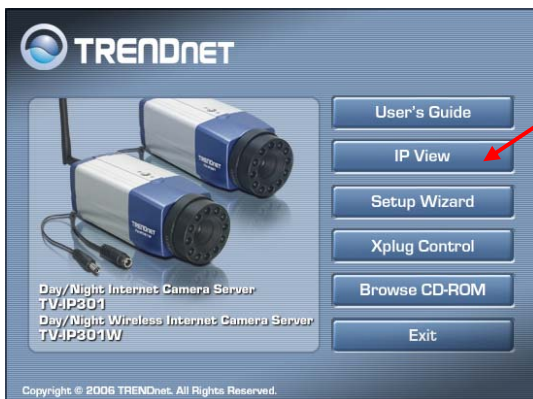 TRENDNET
User's Guide
IP View
Setup Wizard
Xplug Control
Browse CD-ROM
Exit
Day/Night Internet Camera Server
TV-IP301
Day/Night Wireless Internet Camera Server
TV-IP301W
Copyright © 2006 TRENDnet. All Rights Reserved.